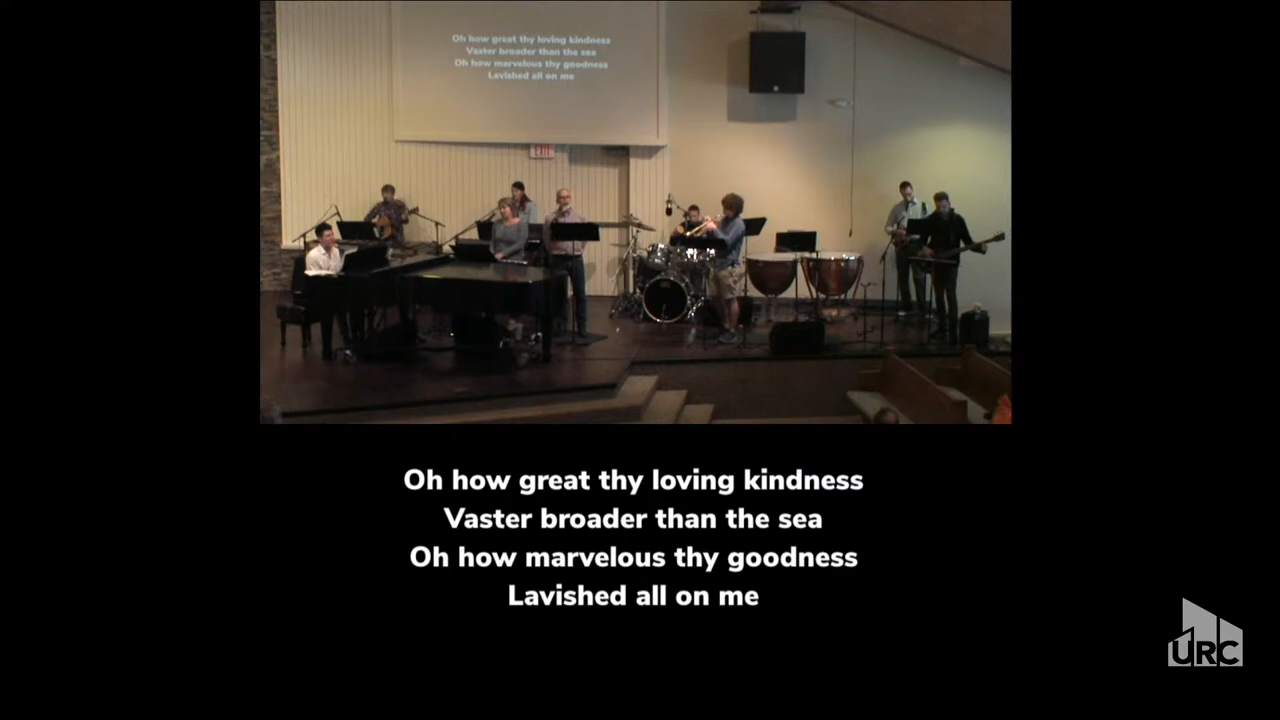 Oh how great thy loving kindness
Vaster broader than the sea
Oh how marvelous thy goodness
Lavished all on me
EXIT
Oh how great thy loving kindness
Vaster broader than the sea
Oh how marvelous thy goodness
Lavished all on me
URC